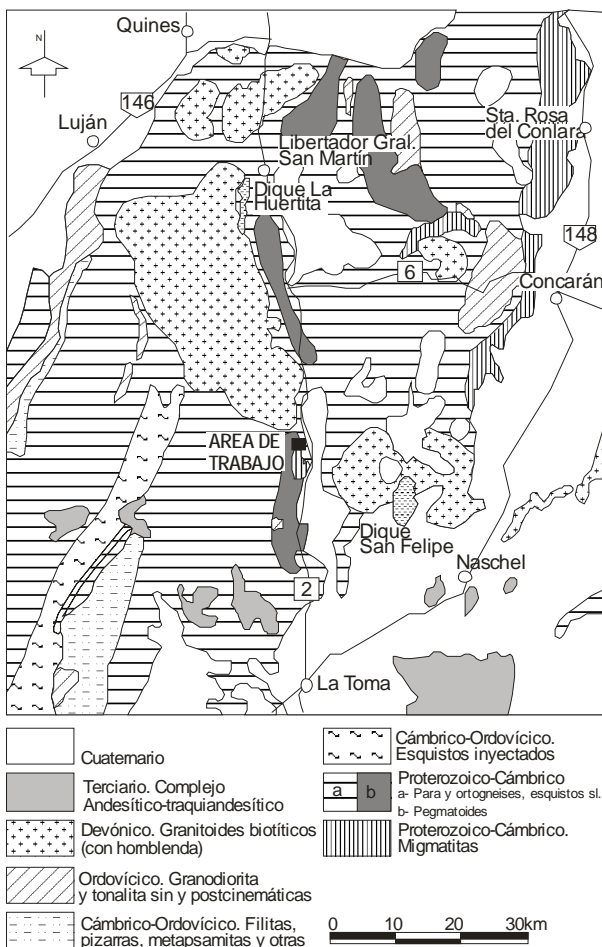 N
Quines
146
Luján
Libertador Gral.
San Martín
Dique La
Huertita
Sta. Rosa
del Conlara
148
6
Concarán
AREA DE
TRABAJO
Dique
San Felipe
Naschel
2
La Toma
Cuaternario
Terciario. Complejo
Andesítico-traquiandesítico
Devónico. Granitoides biotíticos
(con hornblenda)
Ordovícico. Granodiorita
y tonalita sin y postcinemáticas
Cámbrico-Ordovícico. Filitas,
pizarras, metapsamitas y otras
Cámbrico-Ordovícico.
Esquistos inyectados
a b
Proterozoico-Cámbrico
a- Para y ortogneises, esquistos sl.
b- Pegmatoides
Proterozoico-Cámbrico.
Migmatitas
0 10 20 30km